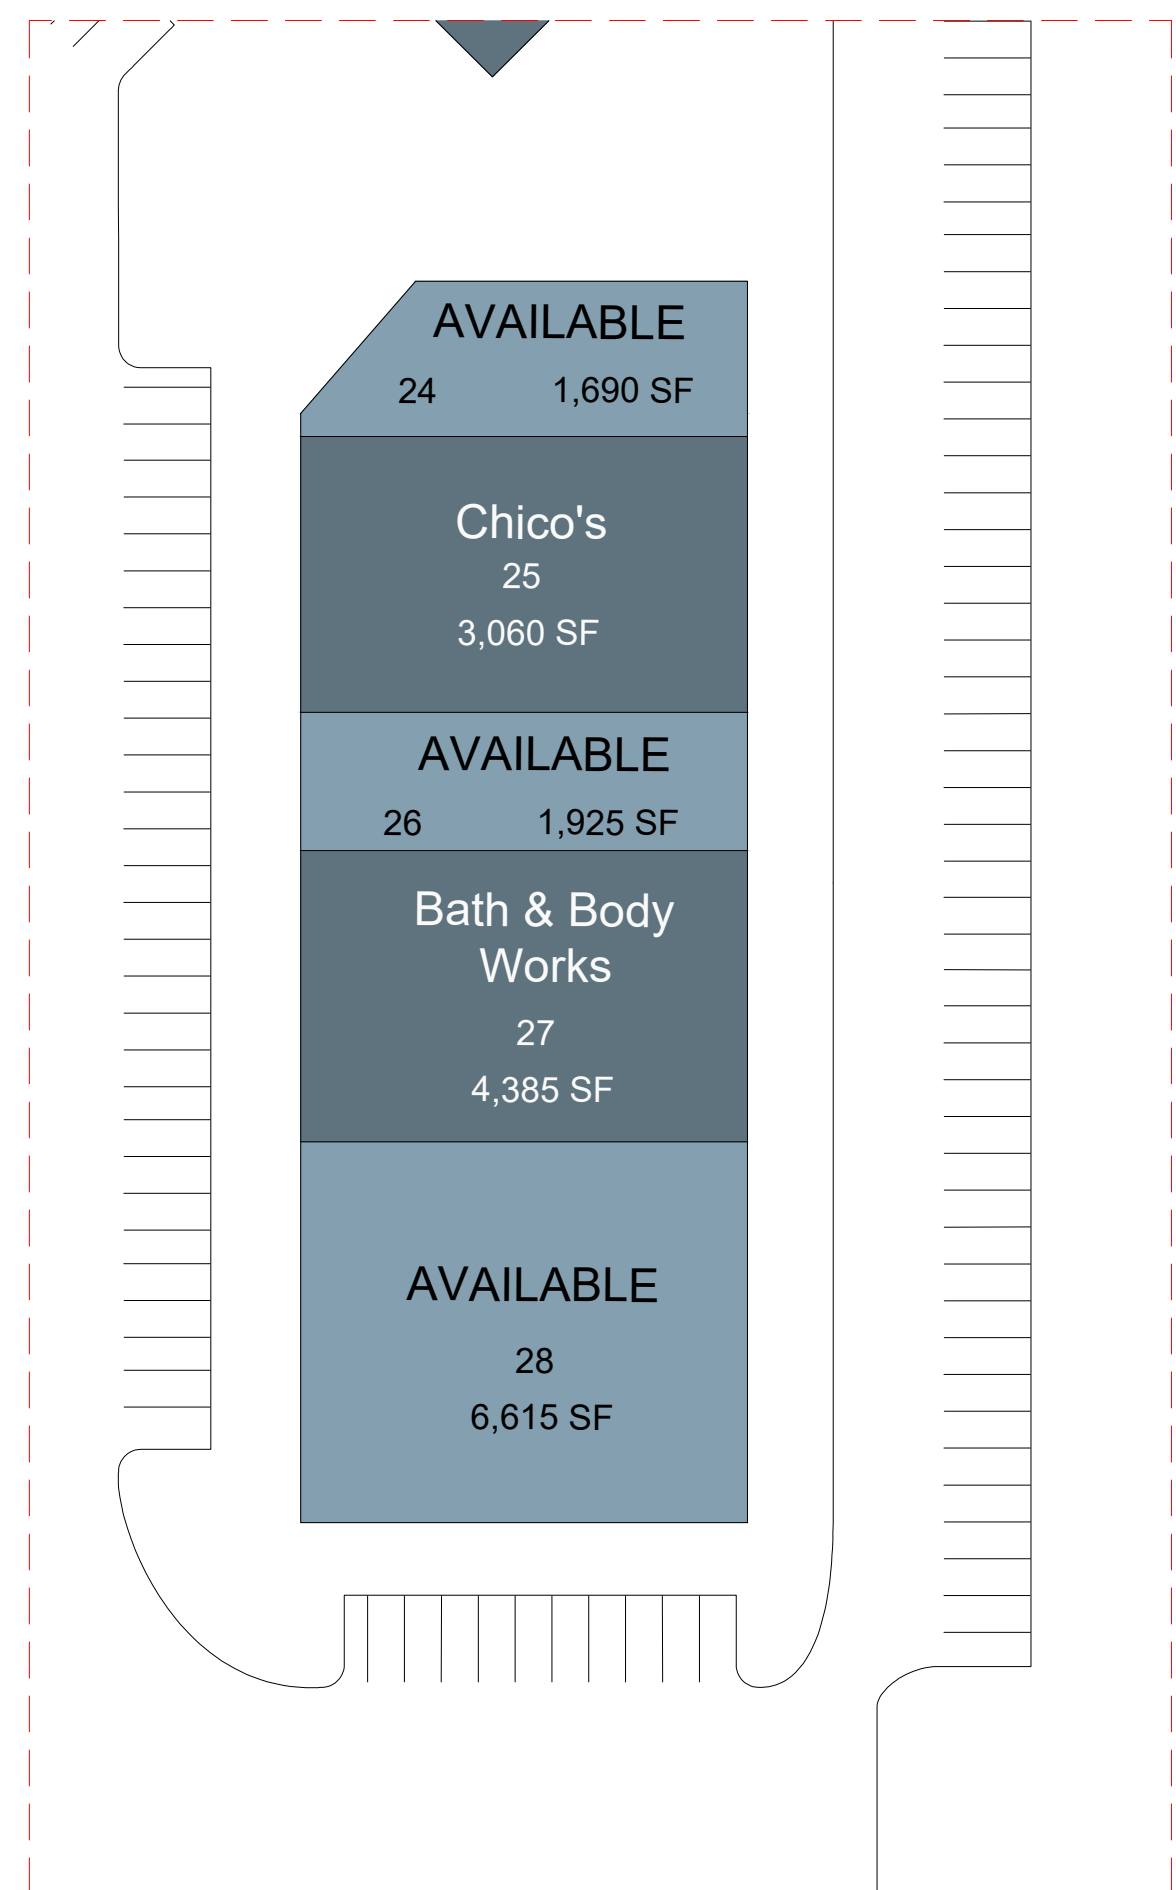 AVAILABLE
24 1,690 SF
Chico's
25
3,060 SF
AVAILABLE
26 1,925 SF
Bath & Body
Works
27
4,385 SF
AVAILABLE
28
6,615 SF